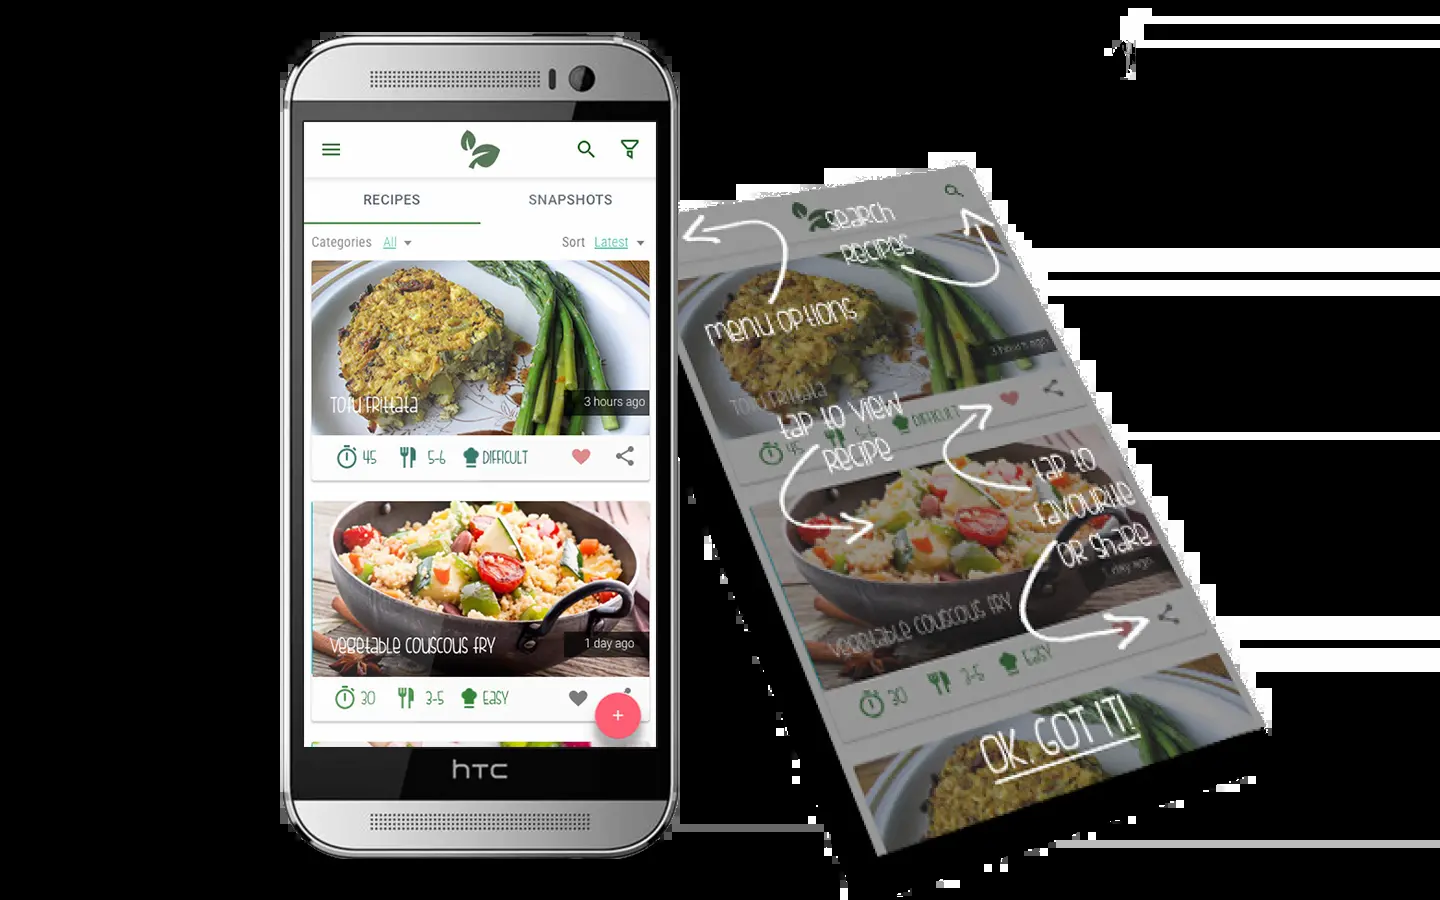 RECIPES SNAPSHOTS
Categories All Sort Latest
TOFU FRITTATA
3 hours ago
45 5-6 DIFFICULT
VEGETABLE COUSCOUS FRY
1 day ago
30 3-5 EASY
+
hTC
SEARCH
RECIPES
MENU OPTIONS
3 hours ago
TOFU FRITTATA
TAP TO VIEW
RECIPE
45 5-6 DIFFICULT
TAP TO
FAVOURITE
OR SHARE
1 day ago
VEGETABLE COUSCOUS FRY
30 3-5 EASY
OK, GOT IT!